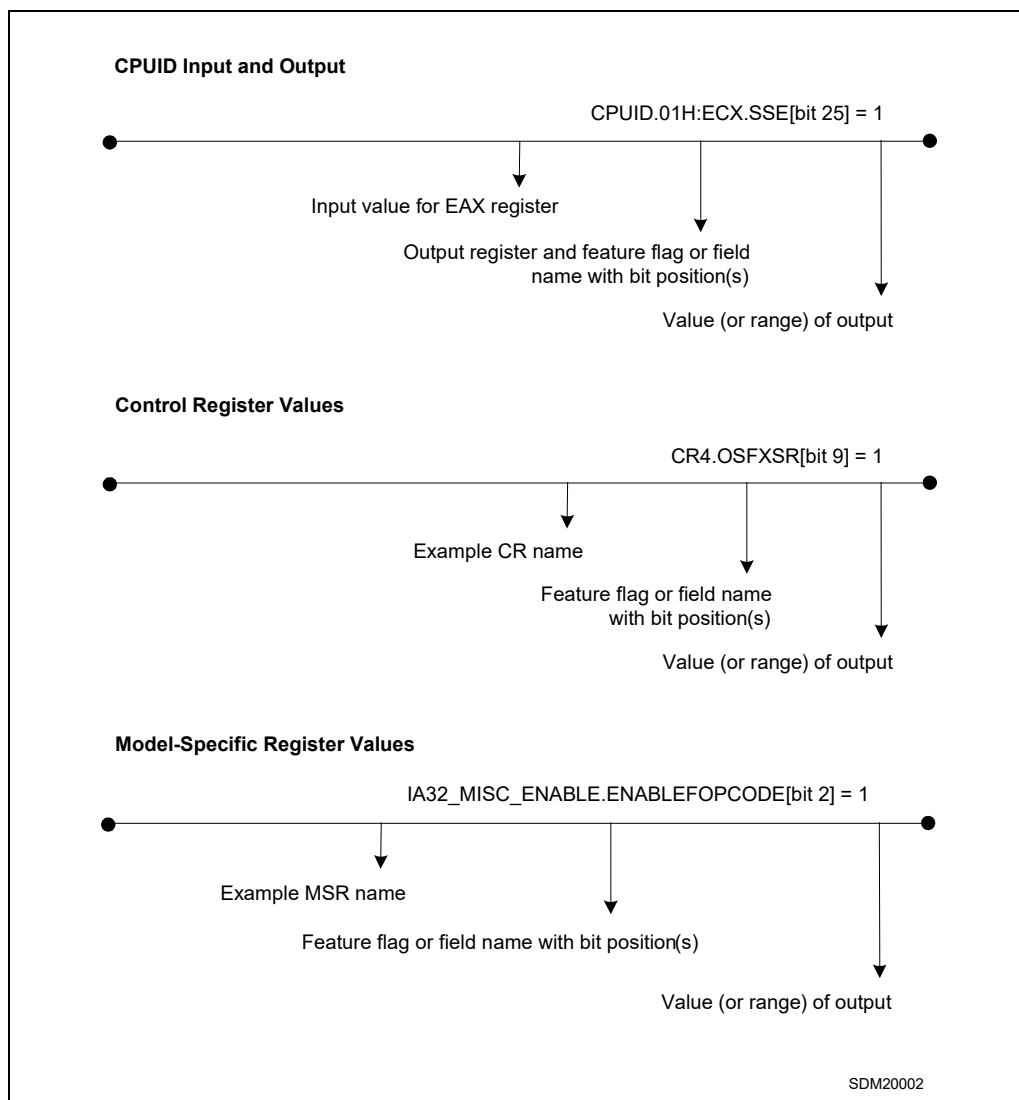 CPUID Input and Output
CPUID.01H:ECX.SSE[bit 25] = 1
Input value for EAX register
Output register and feature flag or field
name with bit position(s)
Value (or range) of output
Control Register Values
CR4.OSFXSR[bit 9] = 1
Example CR name
Feature flag or field name
with bit position(s)
Value (or range) of output
Model-Specific Register Values
IA32_MISC_ENABLE.ENABLEFOPCODE[bit 2] = 1
Example MSR name
Feature flag or field name with bit position(s)
Value (or range) of output
SDM20002